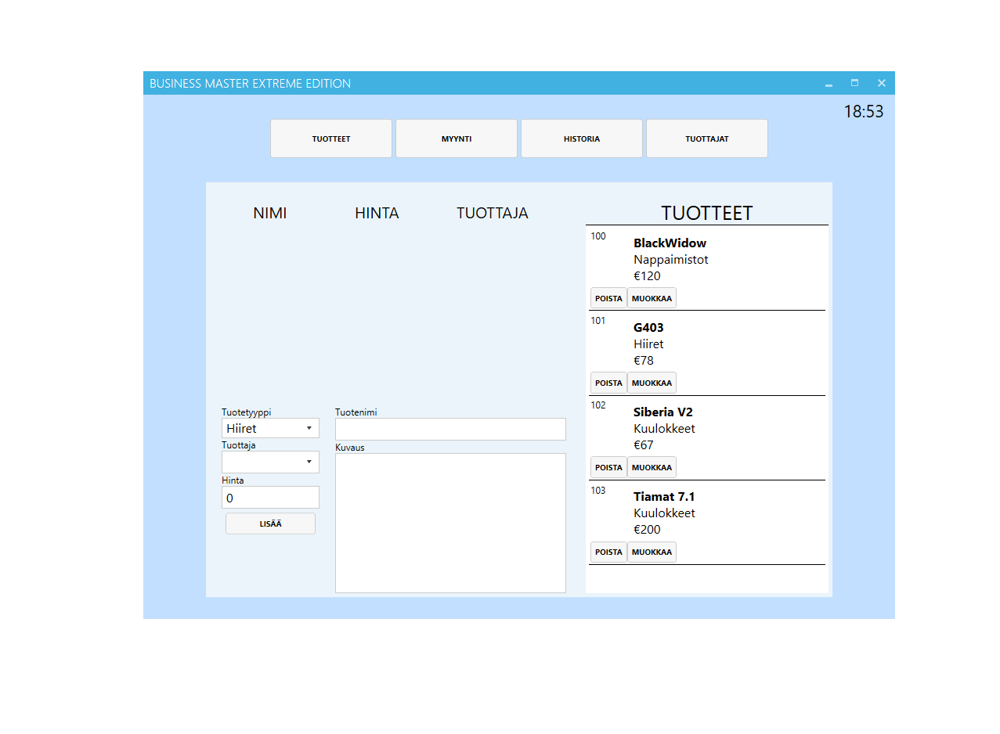 BUSINESS MASTER EXTREME EDITION
18:53
TUOTTEET MYYNTI HISTORIA TUOTTAJAT
NIMI HINTA TUOTTAJA
Tuotetyyppi
Hiiret
Tuottaja
Hinta
0
LISÄÄ
Tuotenimi
Kuvaus
TUOTTEET
100
BlackWidow
Nappaimistot
€120
POISTA MUOKKAA
101
G403
Hiiret
€78
POISTA MUOKKAA
102
Siberia V2
Kuulokkeet
€67
POISTA MUOKKAA
103
Tiamat 7.1
Kuulokkeet
€200
POISTA MUOKKAA